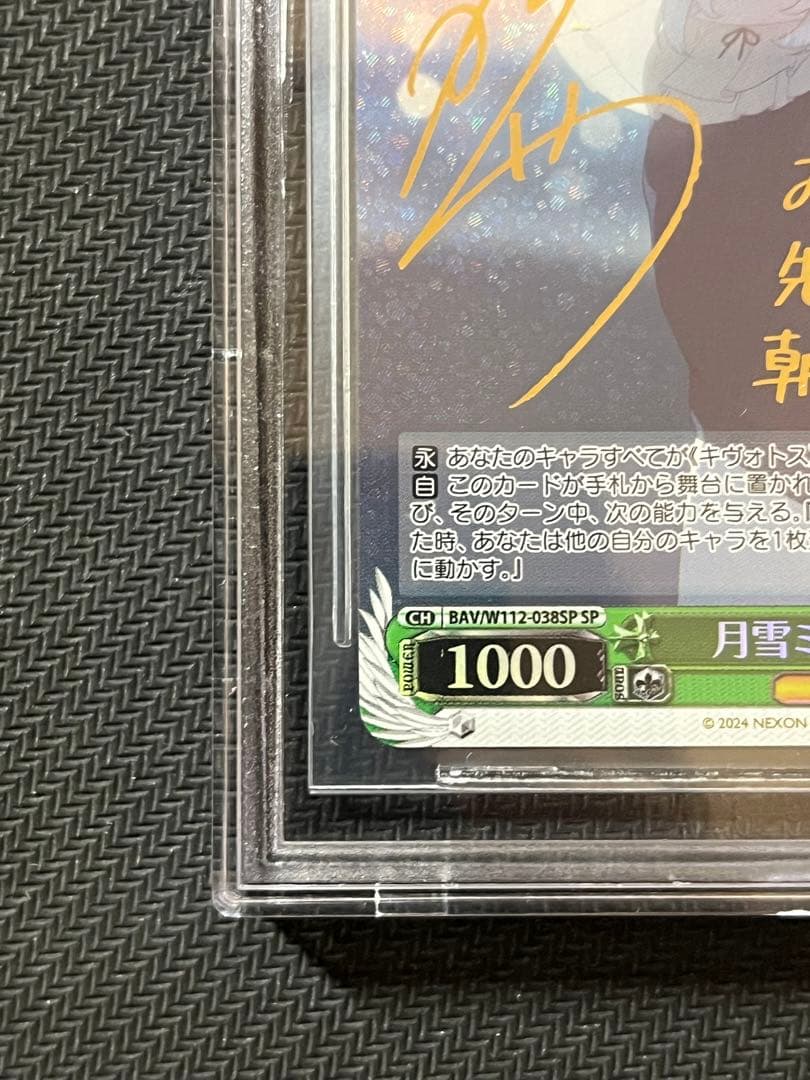 お
先
朝
永 あなたのキャラすべてが《キヴォトス
自 このカードが手札から舞台に置かれ
び、そのターン中、次の能力を与える。『
た時、あなたは他の自分のキャラを1枚
に動かす。』
CH BAV/W112-038SP SP
POWER 1000
SOUL
月雪ミ
© 2024 NEXON